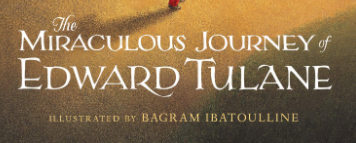 The
MIRACULOUS JOURNEY of
EDWARD TULANE
ILLUSTRATED BY BAGRAM IBATOULLINE